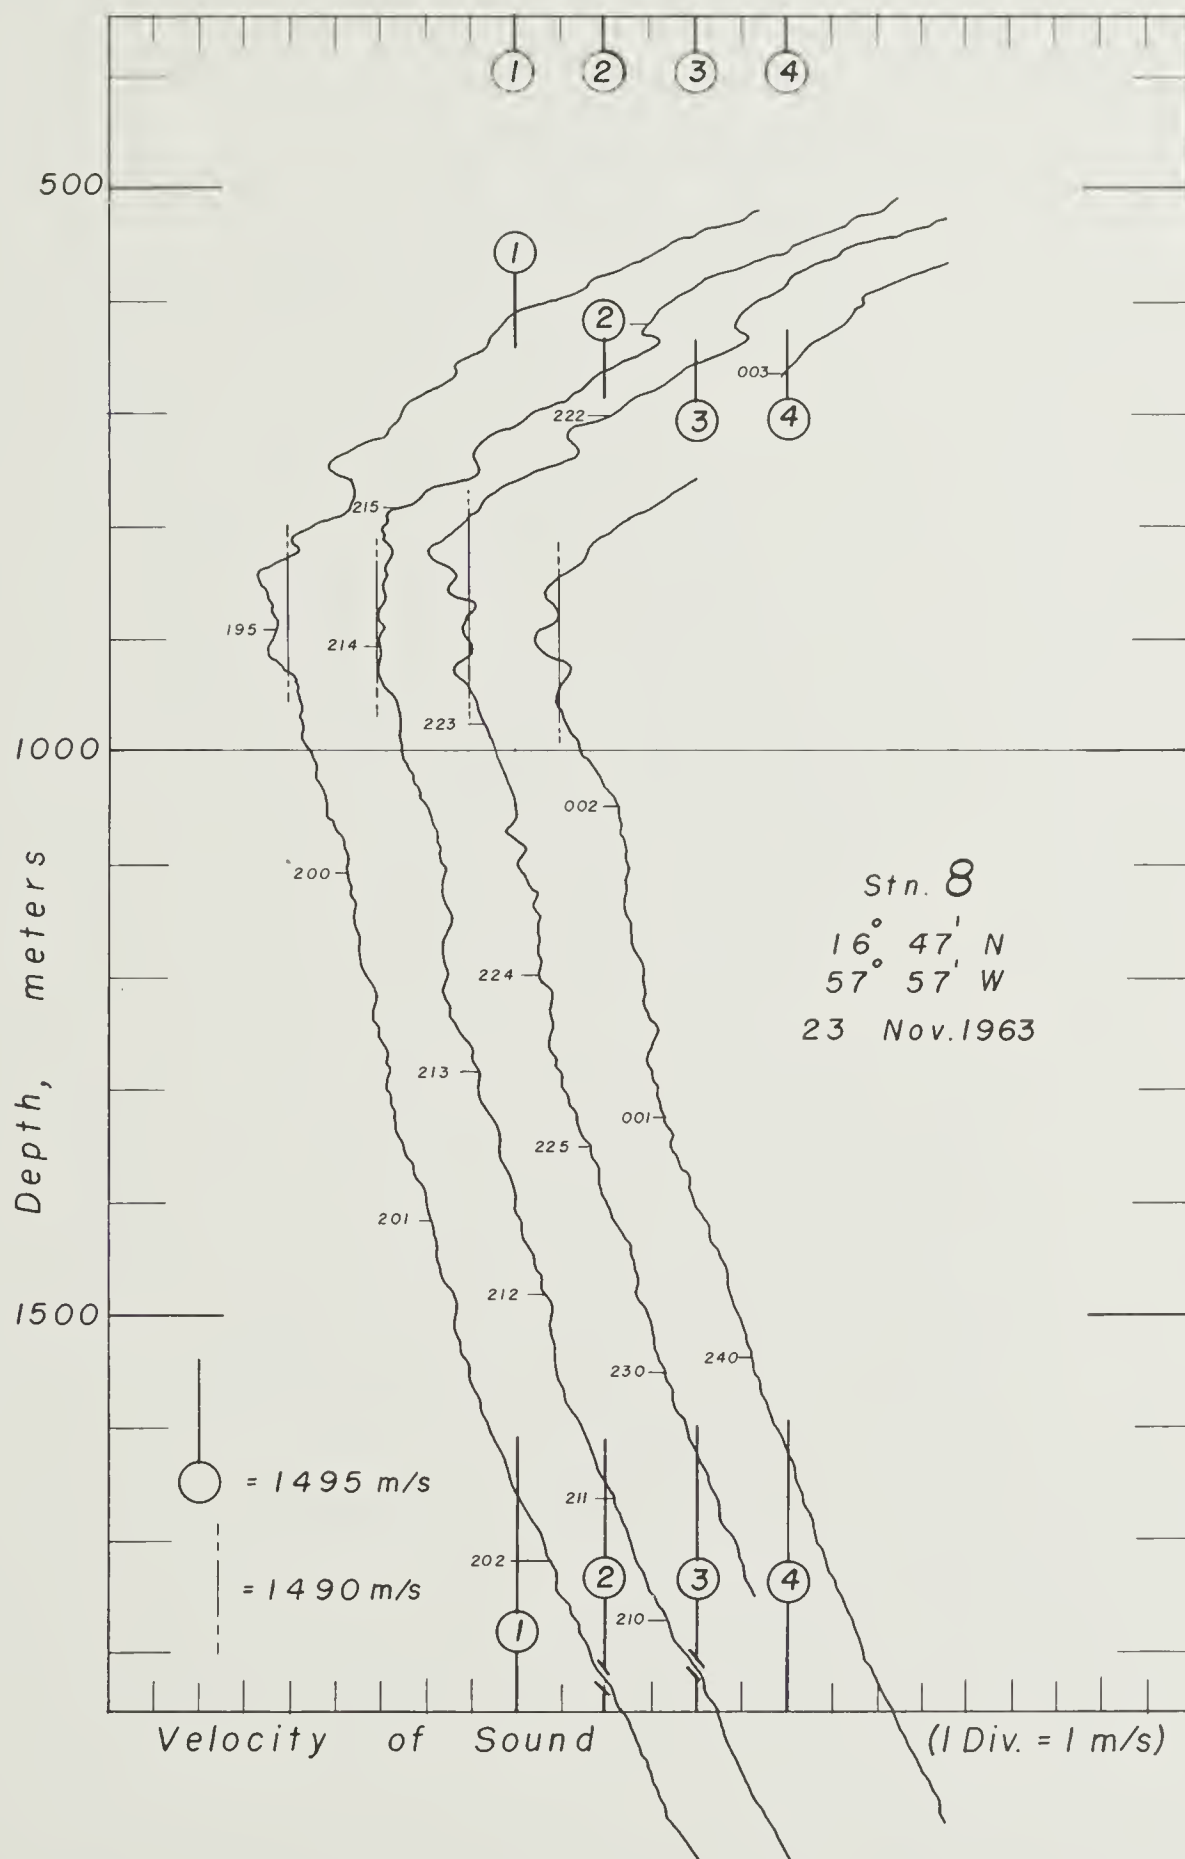 1 2 3 4
500
1
2
003
222
3 4
215
195
214
223
1000
002
200
Stn. 8
16° 47' N
57° 57' W
23 Nov. 1963
224
213
001
225
201
212
1500
230
240
= 1495 m/s
211
202
= 1490 m/s
2 3 4
210
1
Depth, meters
Velocity of Sound (1 Div. = 1 m/s)